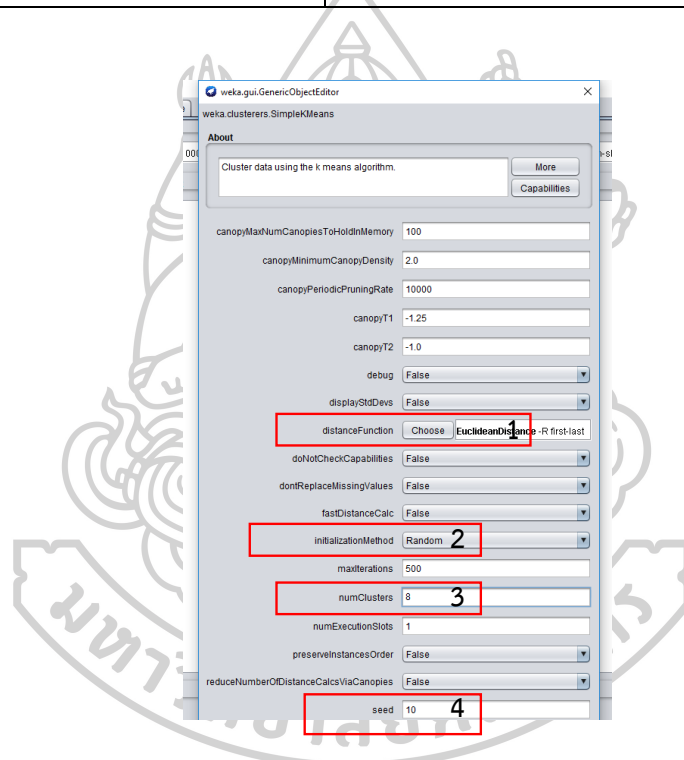 weka.gui.GenericObjectEditor
weka.clusterers.SimpleKMeans
About
Cluster data using the k means algorithm.
More
Capabilities
canopyMaxNumCanopiesToHoldInMemory 100
canopyMinimumCanopyDensity 2.0
canopyPeriodicPruningRate 10000
canopyT1 -1.25
canopyT2 -1.0
debug False
displayStdDevs False
distanceFunction Choose EuclideanDistance -R first-last 1
doNotCheckCapabilities False
dontReplaceMissingValues False
fastDistanceCalc False
initializationMethod Random 2
maxIterations 500
numClusters 8 3
numExecutionSlots 1
preserveInstancesOrder False
reduceNumberOfDistanceCalcsViaCanopies False
seed 10 4